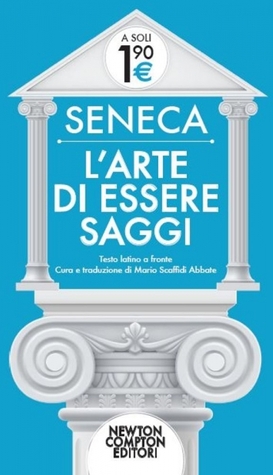 A SOLI
1,90
€
SENECA
L'ARTE
DI ESSERE
SAGGI
Testo latino a fronte
Cura e traduzione di Mario Scaffidi Abbate
NEWTON
COMPTON
EDITORI